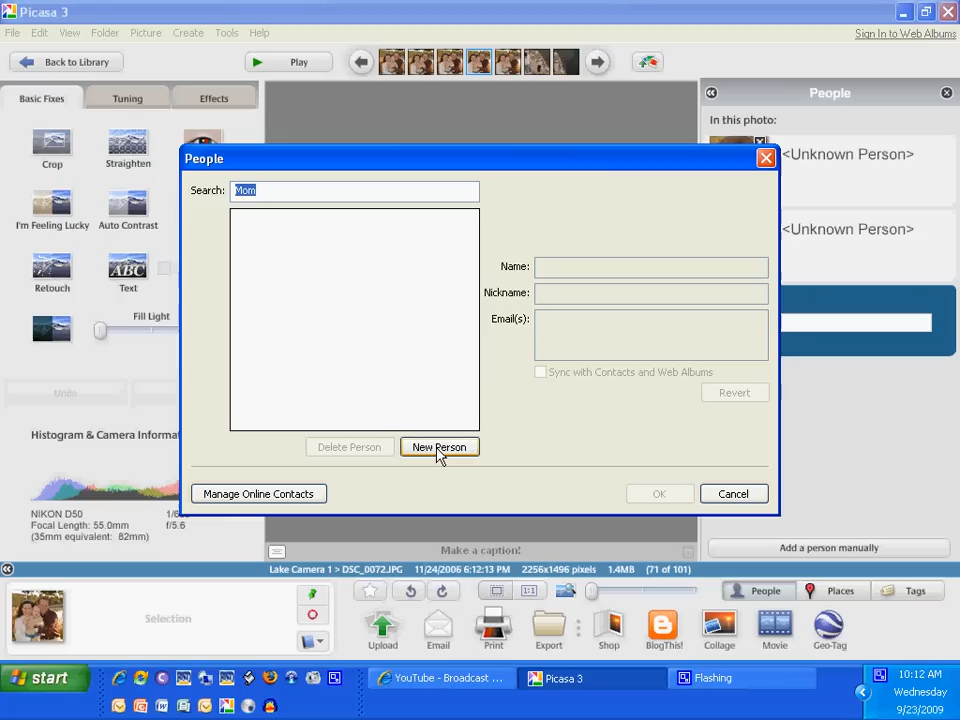 Picasa 3
File Edit View Folder Picture Create Tools Help
Sign In to Web Albums
Back to Library
Play
Basic Fixes
Tuning
Effects
People
In this photo:
Crop
Straighten
<Unknown Person>
I'm Feeling Lucky
Auto Contrast
<Unknown Person>
Retouch
ABC
Text
Fill Light
Undo
People
Search: Mom
Name:
Nickname:
Email(s):
Sync with Contacts and Web Albums
Revert
Delete Person
New Person
Manage Online Contacts
OK
Cancel
Histogram & Camera Informat
NIKON D50
Focal Length: 55.0mm
f/5.6
(35mm equivalent: 82mm)
Make a caption!
Add a person manually
Lake Camera 1 > DSC_0072.JPG 11/24/2006 6:12:13 PM 2256x1496 pixels 1.4MB (71 of 101)
Selection
1:1
People
Places
Tags
Upload
Email
Print
Export
Shop
BlogThis!
Collage
Movie
Geo-Tag
start
YouTube - Broadcast ...
Picasa 3
Flashing
10:12 AM
Wednesday
9/23/2009